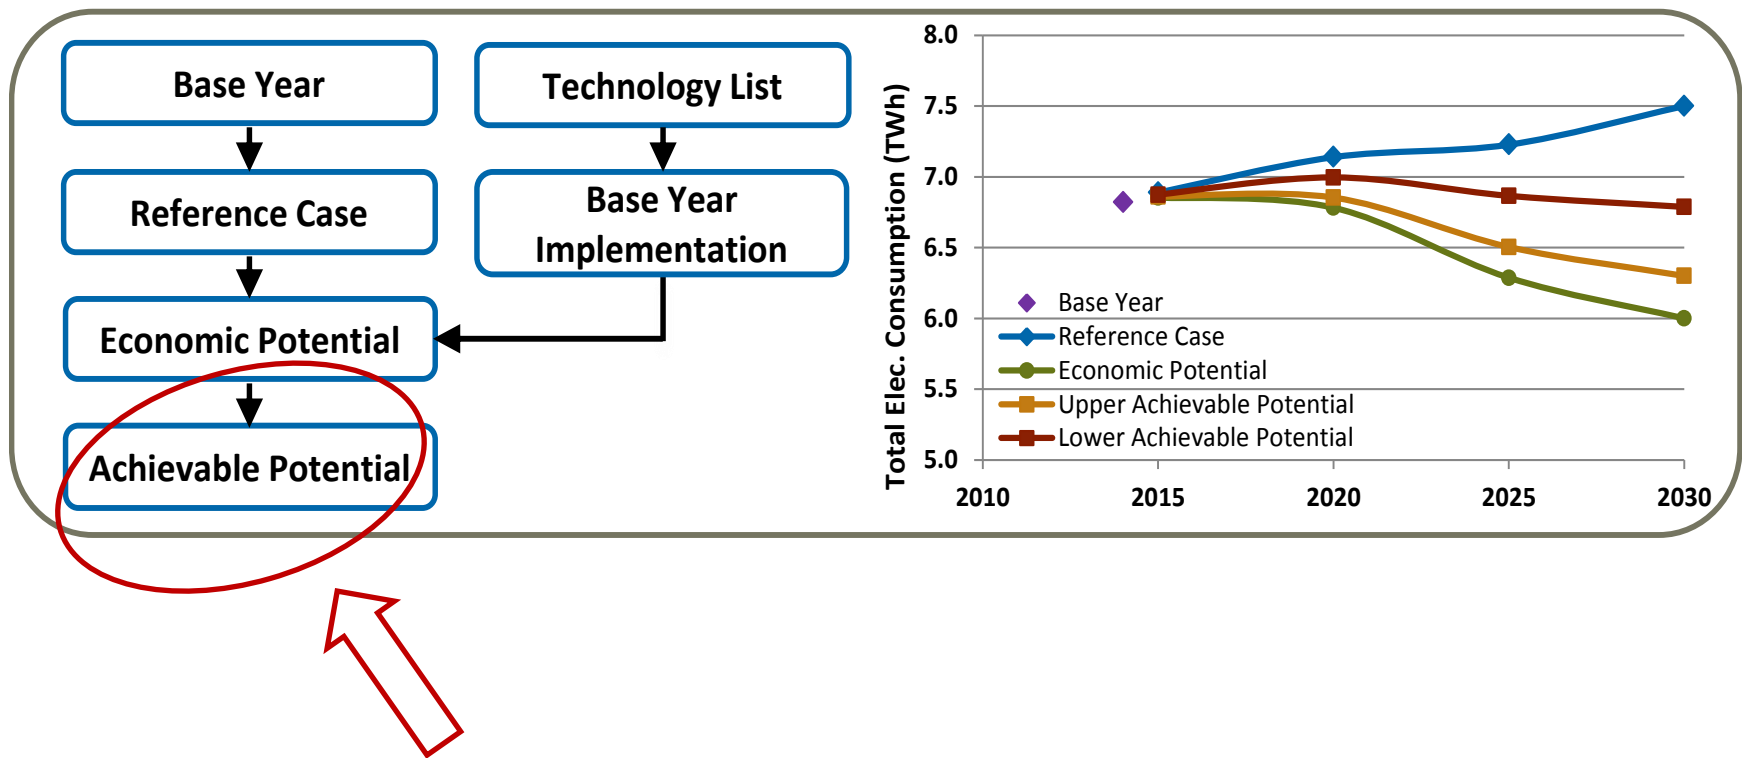 Base Year
Technology List
Reference Case
Base Year
Implementation
Economic Potential
Achievable Potential
Total Elec. Consumption (TWh)
8.0
7.5
7.0
6.5
6.0
5.5
5.0
2010
2015
2020
2025
2030
Base Year
Reference Case
Economic Potential
Upper Achievable Potential
Lower Achievable Potential